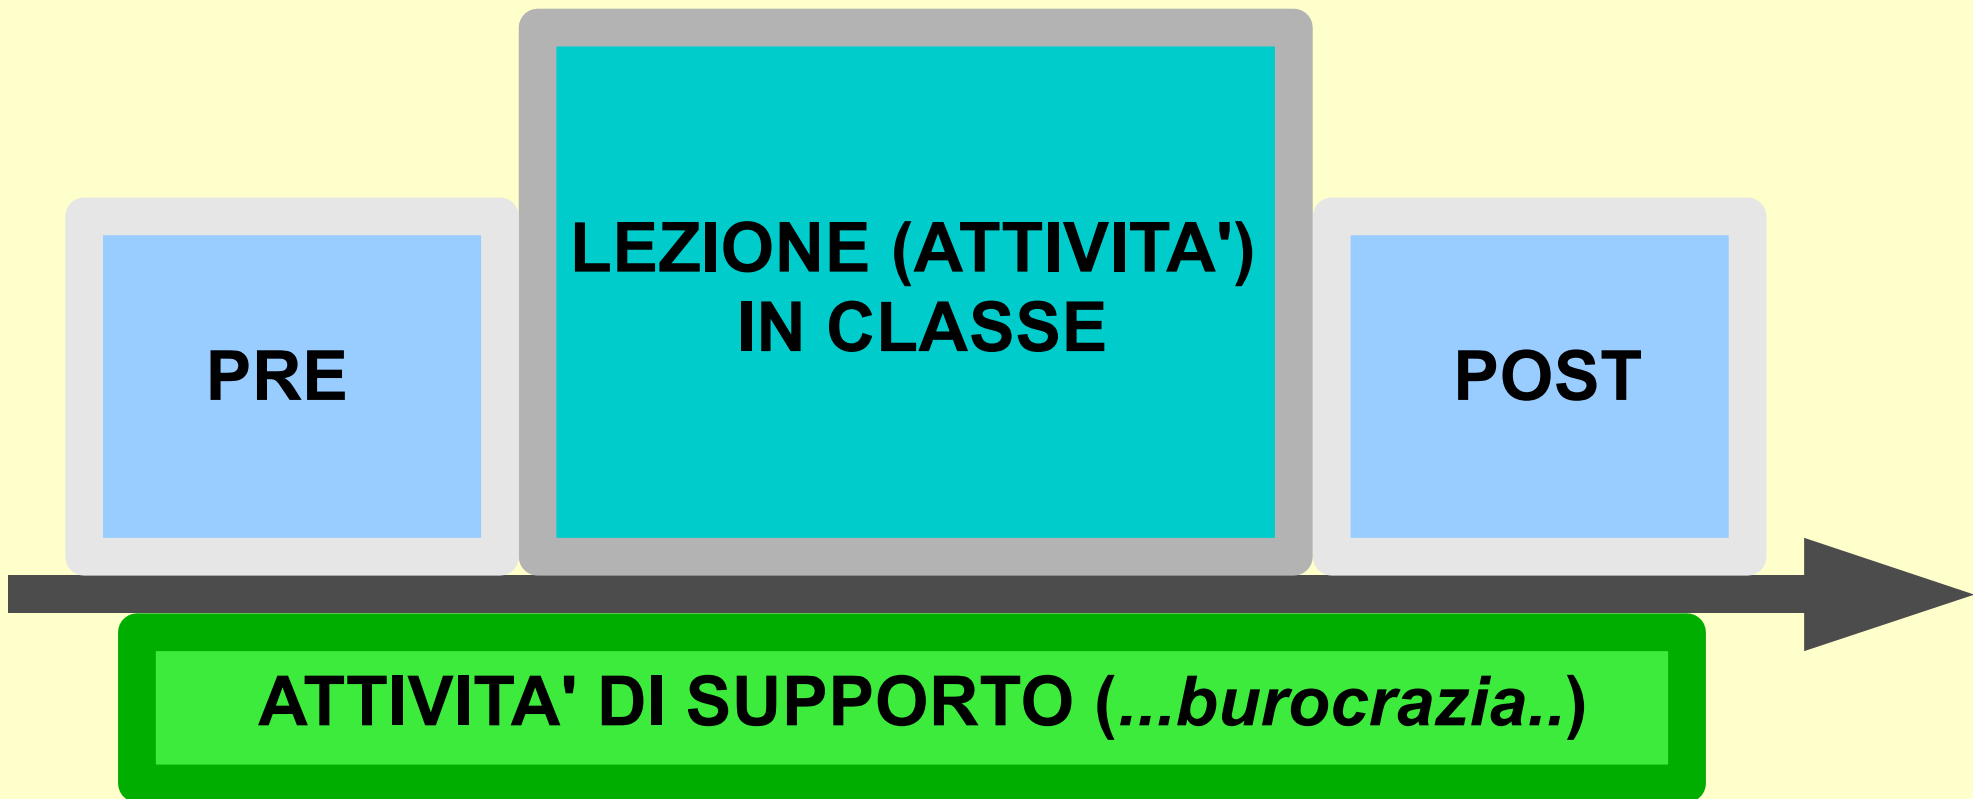 PRE
LEZIONE (ATTIVITA')
IN CLASSE
POST
ATTIVITA' DI SUPPORTO (...burocrazia..)